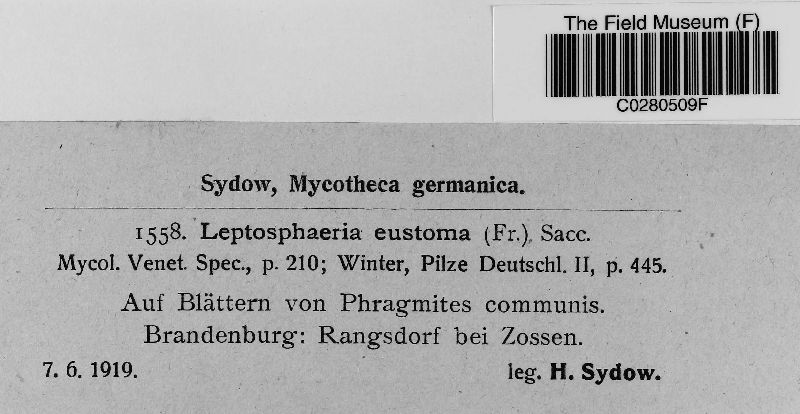 The Field Museum (F)
C0280509F
Sydow, Mycotheca germanica.
1558. Leptosphaeria eustoma (Fr.) Sacc.
Mycol. Venet. Spec., p. 210; Winter, Pilze Deutschl. II, p. 445.
Auf Blättern von Phragmites communis.
Brandenburg: Rangsdorf bei Zossen.
7. 6. 1919. leg. H. Sydow.